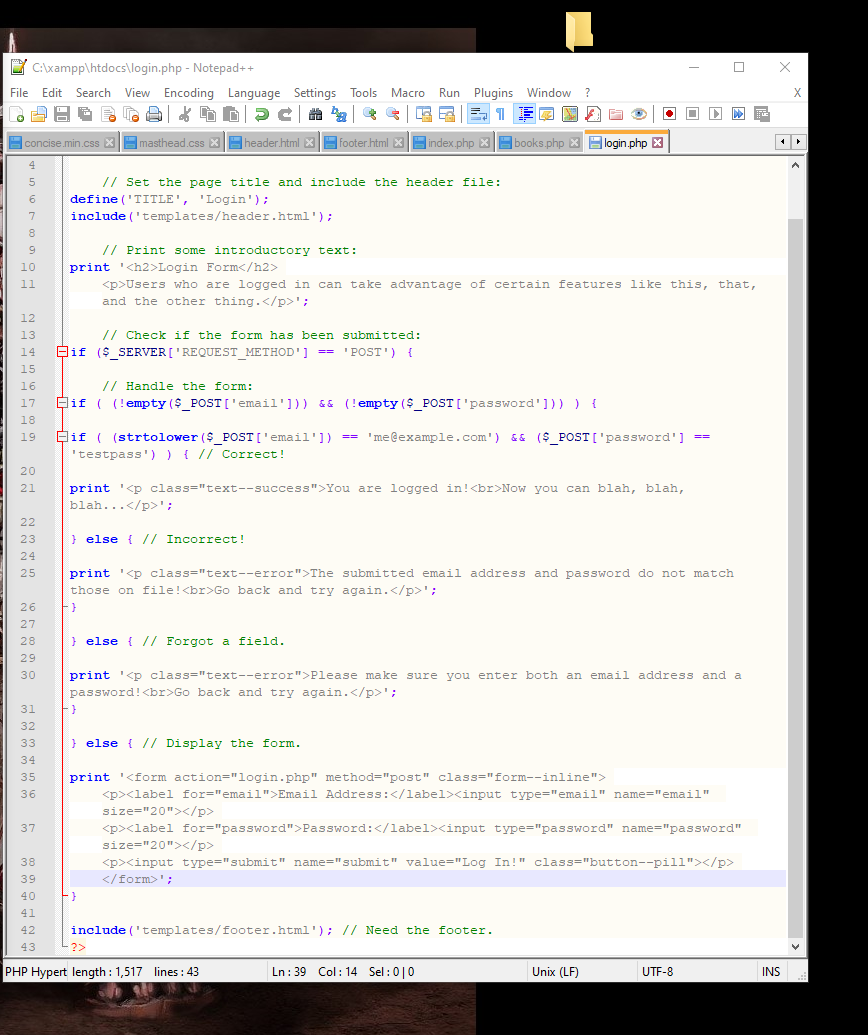 C:\xampp\htdocs\login.php - Notepad++
File Edit Search View Encoding Language Settings Tools Macro Run Plugins Window ? X
concise.min.css masthead.css header.html footer.html index.php books.php login.php
4
5 // Set the page title and include the header file:
6 define('TITLE', 'Login');
7 include('templates/header.html');
8
9 // Print some introductory text:
10 print '<h2>Login Form</h2>
11 <p>Users who are logged in can take advantage of certain features like this, that,
and the other thing.</p>';
12
13 // Check if the form has been submitted:
14 if ($_SERVER['REQUEST_METHOD'] == 'POST') {
15
16 // Handle the form:
17 if ( (!empty($_POST['email'])) && (!empty($_POST['password'])) ) {
18
19 if ( (strtolower($_POST['email']) == 'me@example.com') && ($_POST['password'] ==
'testpass') ) { // Correct!
20
21 print '<p class="text--success">You are logged in!<br>Now you can blah, blah,
blah...</p>';
22
23 } else { // Incorrect!
24
25 print '<p class="text--error">The submitted email address and password do not match
those on file!<br>Go back and try again.</p>';
26 }
27
28 } else { // Forgot a field.
29
30 print '<p class="text--error">Please make sure you enter both an email address and a
password!<br>Go back and try again.</p>';
31 }
32
33 } else { // Display the form.
34
35 print '<form action="login.php" method="post" class="form--inline">
36 <p><label for="email">Email Address:</label><input type="email" name="email"
size="20"></p>
37 <p><label for="password">Password:</label><input type="password" name="password"
size="20"></p>
38 <p><input type="submit" name="submit" value="Log In!" class="button--pill"></p>
39 </form>';
40 }
41
42 include('templates/footer.html'); // Need the footer.
43 ?>
PHP Hypert length : 1,517 lines : 43 Ln : 39 Col : 14 Sel : 0 | 0 Unix (LF) UTF-8 INS